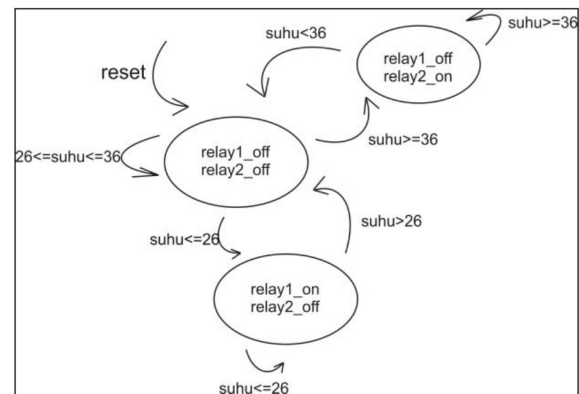 suhu>=36
suhu<36
relay1_off
relay2_on
reset
suhu>=36
26<=suhu<=36
relay1_off
relay2_off
suhu>26
suhu<=26
relay1_on
relay2_off
suhu<=26